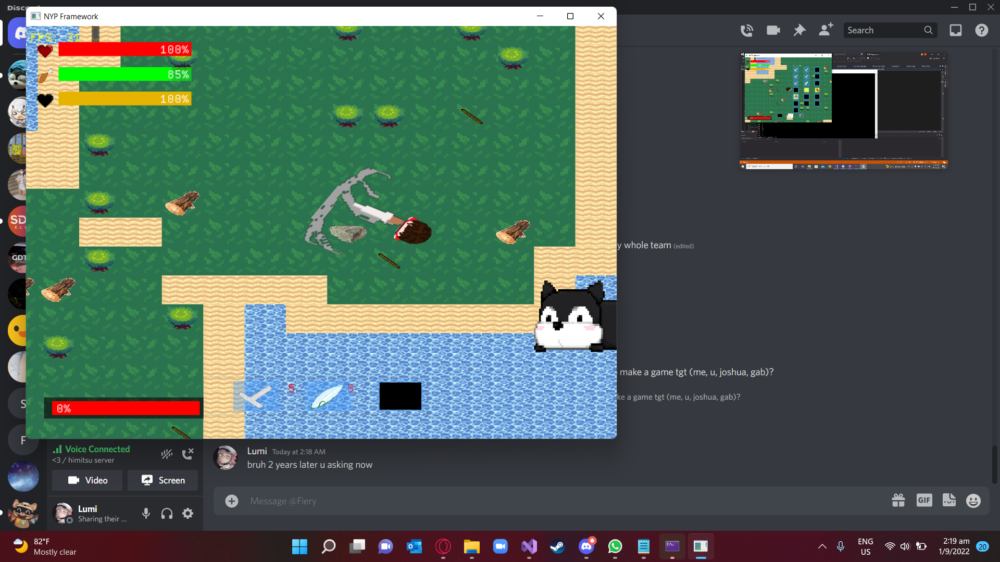 Discord
NYP Framework
FPS: 31
100%
85%
100%
Search
SD
CL
GDT
y whole team (edited)
make a game tgt (me, u, joshua, gab)?
ke a game tgt (me, u, joshua, gab)?
5
5
0%
S
F
Voice Connected
<3 / himitsu server
Video
Screen
Lumi Today at 2:18 AM
bruh 2 years later u asking now
Message @Fiery
GIF
Lumi
Sharing their ...
82°F
Mostly clear
ENG
US
2:19 am
1/9/2022
20